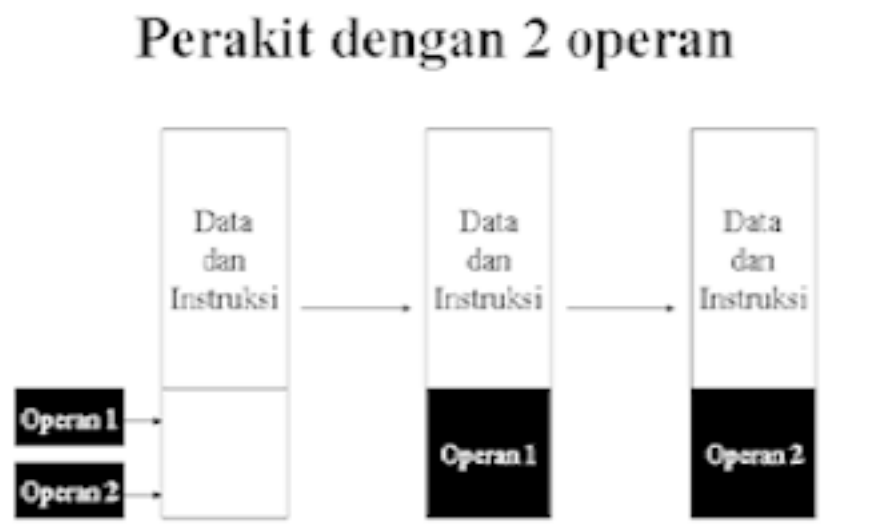 Perakit dengan 2 operan
Data
dan
Instruksi
Data
dan
Instruksi
Data
dan
Instruksi
Operan 1
Operan 2
Operan 1
Operan 2